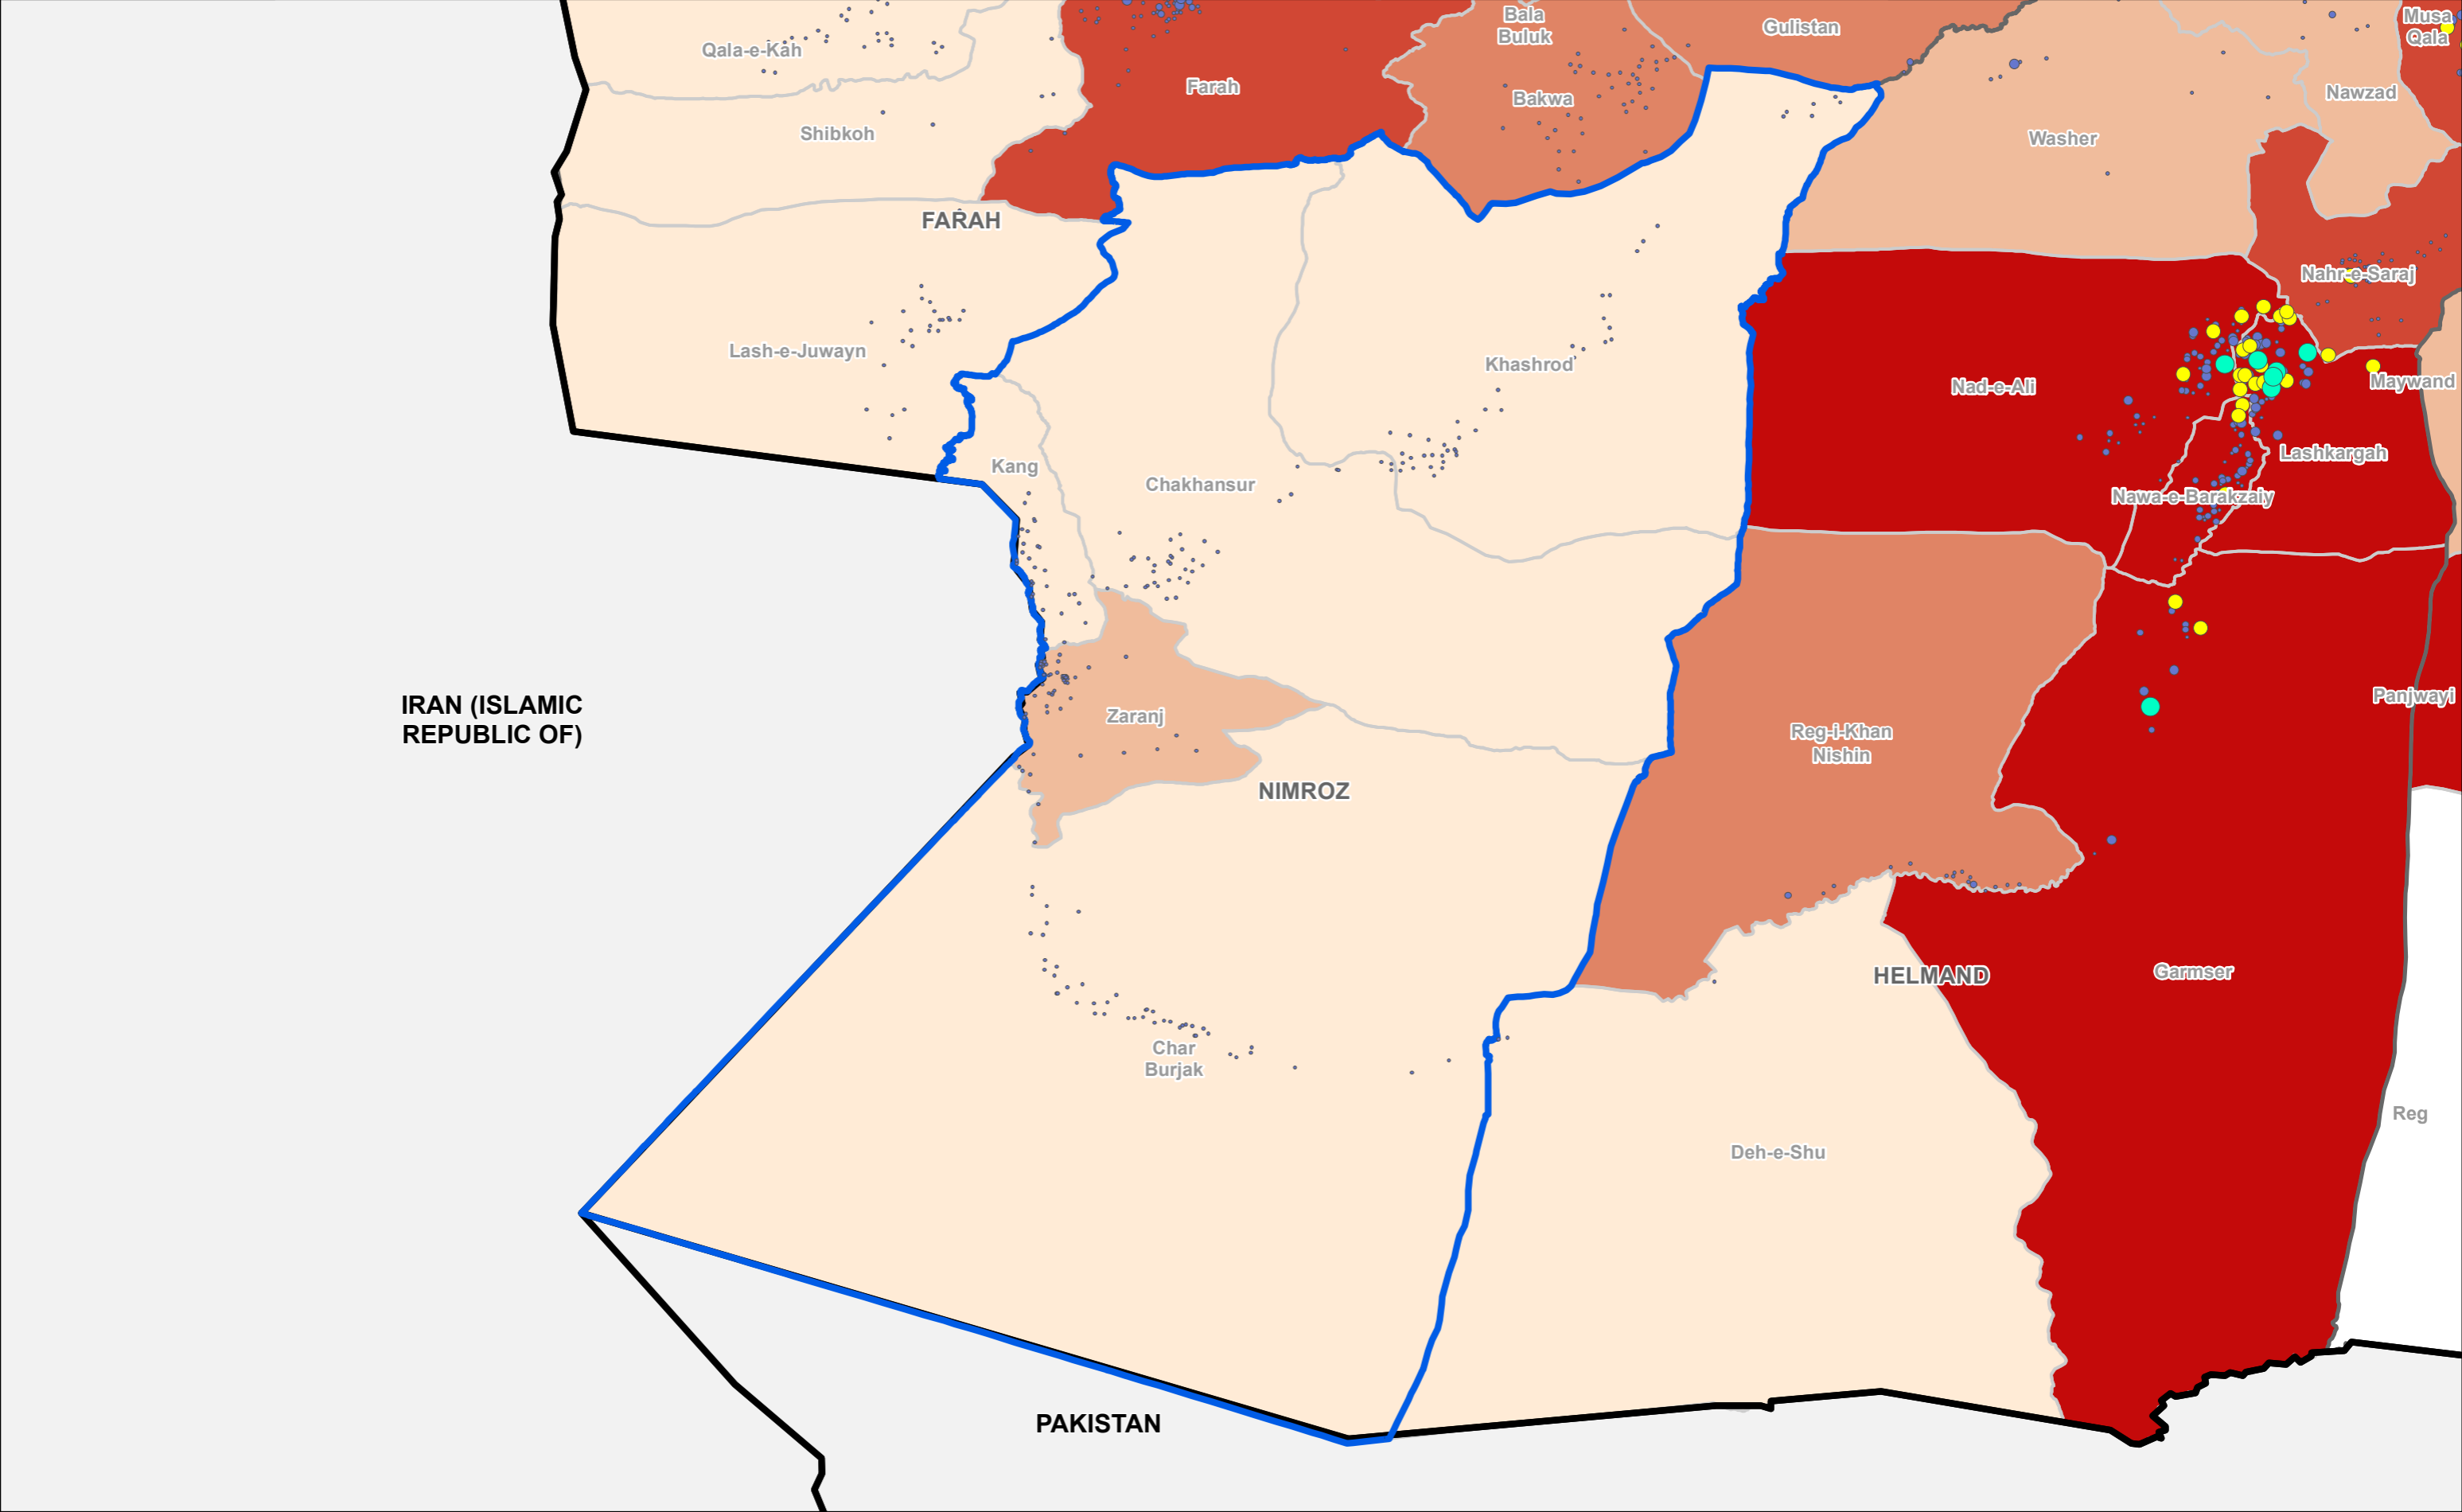 Bala
Buluk
Gulistan
Musa
Qala
Qala-e-Kah
Farah
Bakwa
Nawzad
Shibkoh
Washer
FARAH
Nahr-e-Saraj
Lash-e-Juwayn
Khashrod
Nad-e-Ali
Maywand
Kang
Chakhansur
Lashkargah
Nawa-e-Barakzaiy
IRAN (ISLAMIC
REPUBLIC OF)
Zaranj
Panjwayi
Reg-i-Khan
Nishin
NIMROZ
HELMAND
Garmser
Char
Burjak
Reg
Deh-e-Shu
PAKISTAN